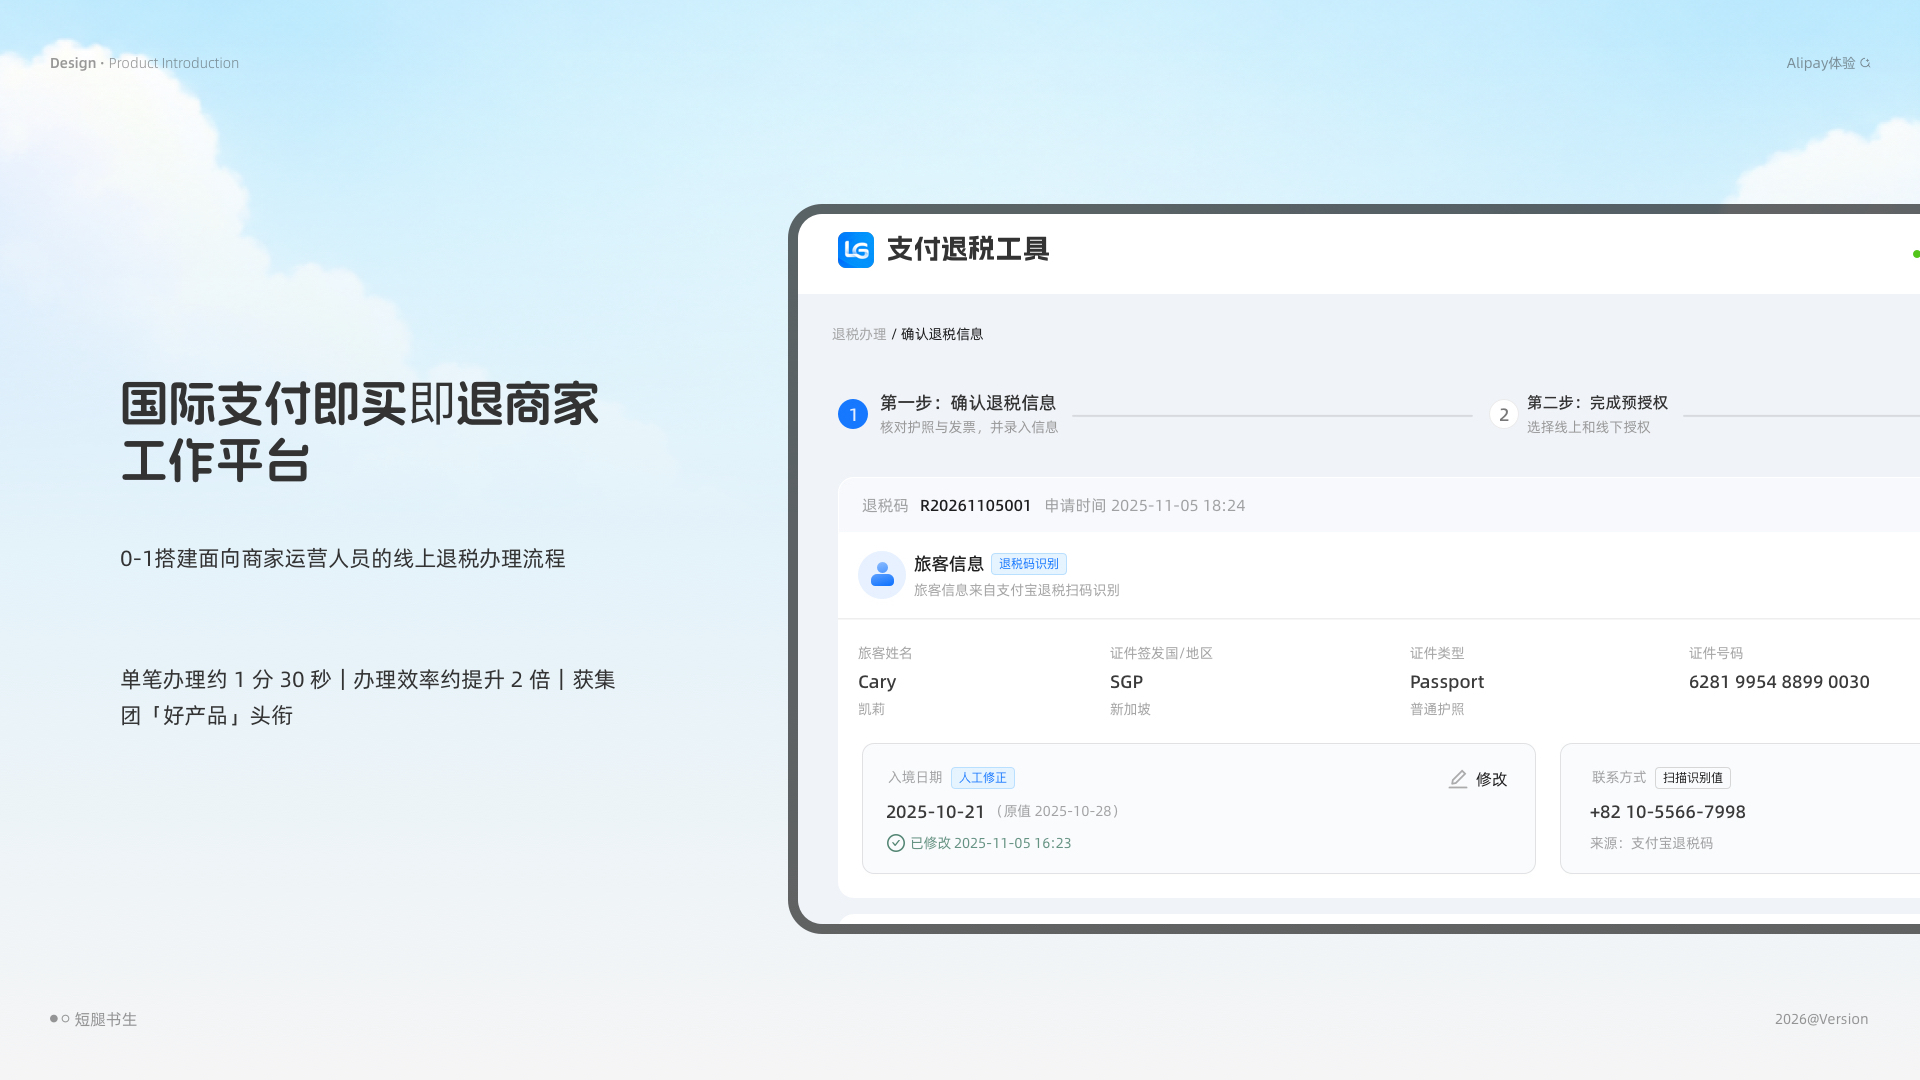 Design · Product Introduction
Alipay体验
国际支付即买即退商家
工作平台
0-1搭建面向商家运营人员的线上退税办理流程
单笔办理约 1 分 30 秒 | 办理效率约提升 2 倍 | 获集
团「好产品」头衔
LG 支付退税工具
退税办理 / 确认退税信息
1 第一步：确认退税信息
核对护照与发票，并录入信息
2 第二步：完成预授权
选择线上和线下授权
退税码 R20261105001 申请时间 2025-11-05 18:24
旅客信息 退税码识别
旅客信息来自支付宝退税扫码识别
旅客姓名 证件签发国/地区 证件类型 证件号码
Cary SGP Passport 6281 9954 8899 0030
凯莉 新加坡 普通护照
入境日期 人工修正 修改
2025-10-21 （原值 2025-10-28）
已修改 2025-11-05 16:23
联系方式 扫描识别值
+82 10-5566-7998
来源：支付宝退税码
短腿书生
2026@Version